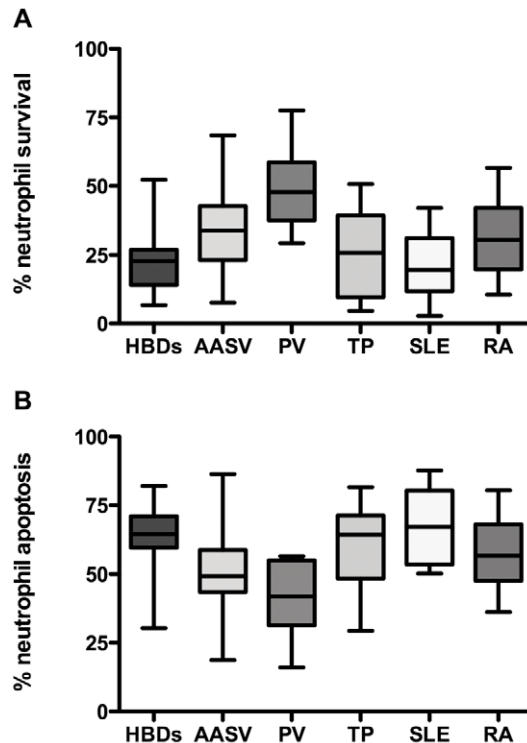 A
% neutrophil survival
100
75
50
25
0
HBDs AASV PV TP SLE RA
B
% neutrophil apoptosis
100
75
50
25
0
HBDs AASV PV TP SLE RA